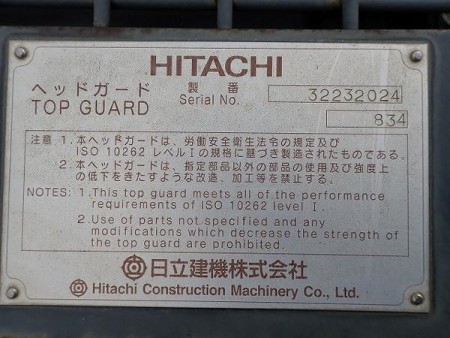 HITACHI
ヘッドガード 製番
TOP GUARD Serial No. 32232024
834
注意 1.本ヘッドガードは、労働安全衛生法令の規定及び
ISO 10262 レベルⅠの規格に基づき製造されたものである。
2.本ヘッドガードは、指定部品以外の部品の使用及び強度上
の低下をきたすような改造、加工等を禁止する。
NOTES: 1.This top guard meets all of the performance
requirements of ISO 10262 level Ⅰ.
2.Use of parts not specified and any
modifications which decrease the strength of
the top guard are prohibited.
日立建機株式会社
Hitachi Construction Machinery Co., Ltd.